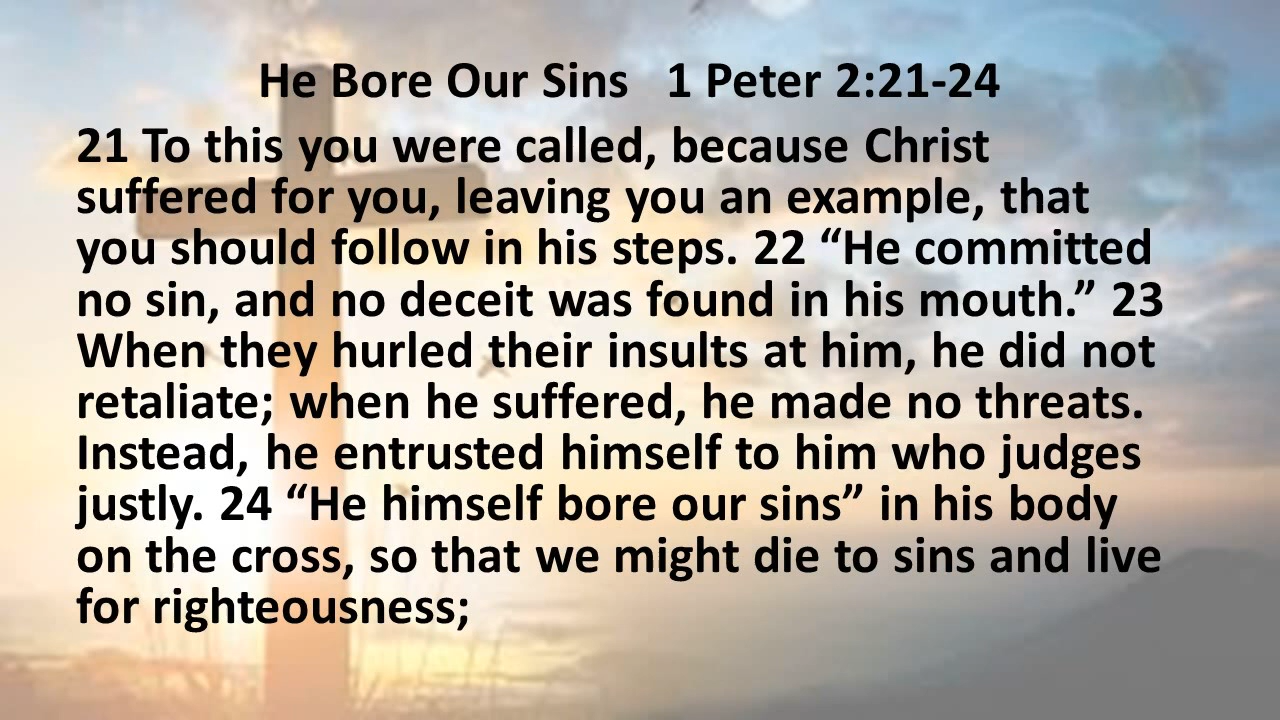 He Bore Our Sins   1 Peter 2:21-24
21 To this you were called, because Christ
suffered for you, leaving you an example, that
you should follow in his steps. 22 “He committed
no sin, and no deceit was found in his mouth.” 23
When they hurled their insults at him, he did not
retaliate; when he suffered, he made no threats.
Instead, he entrusted himself to him who judges
justly. 24 “He himself bore our sins” in his body
on the cross, so that we might die to sins and live
for righteousness;